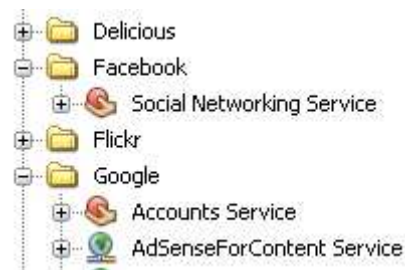 Delicious
Facebook
Social Networking Service
Flickr
Google
Accounts Service
AdSenseForContent Service